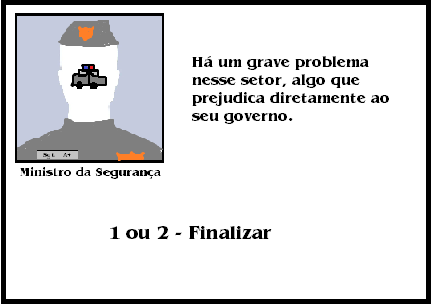 Há um grave problema
nesse setor, algo que
prejudica diretamente ao
seu governo.
Ministro da Segurança
1 ou 2 - Finalizar